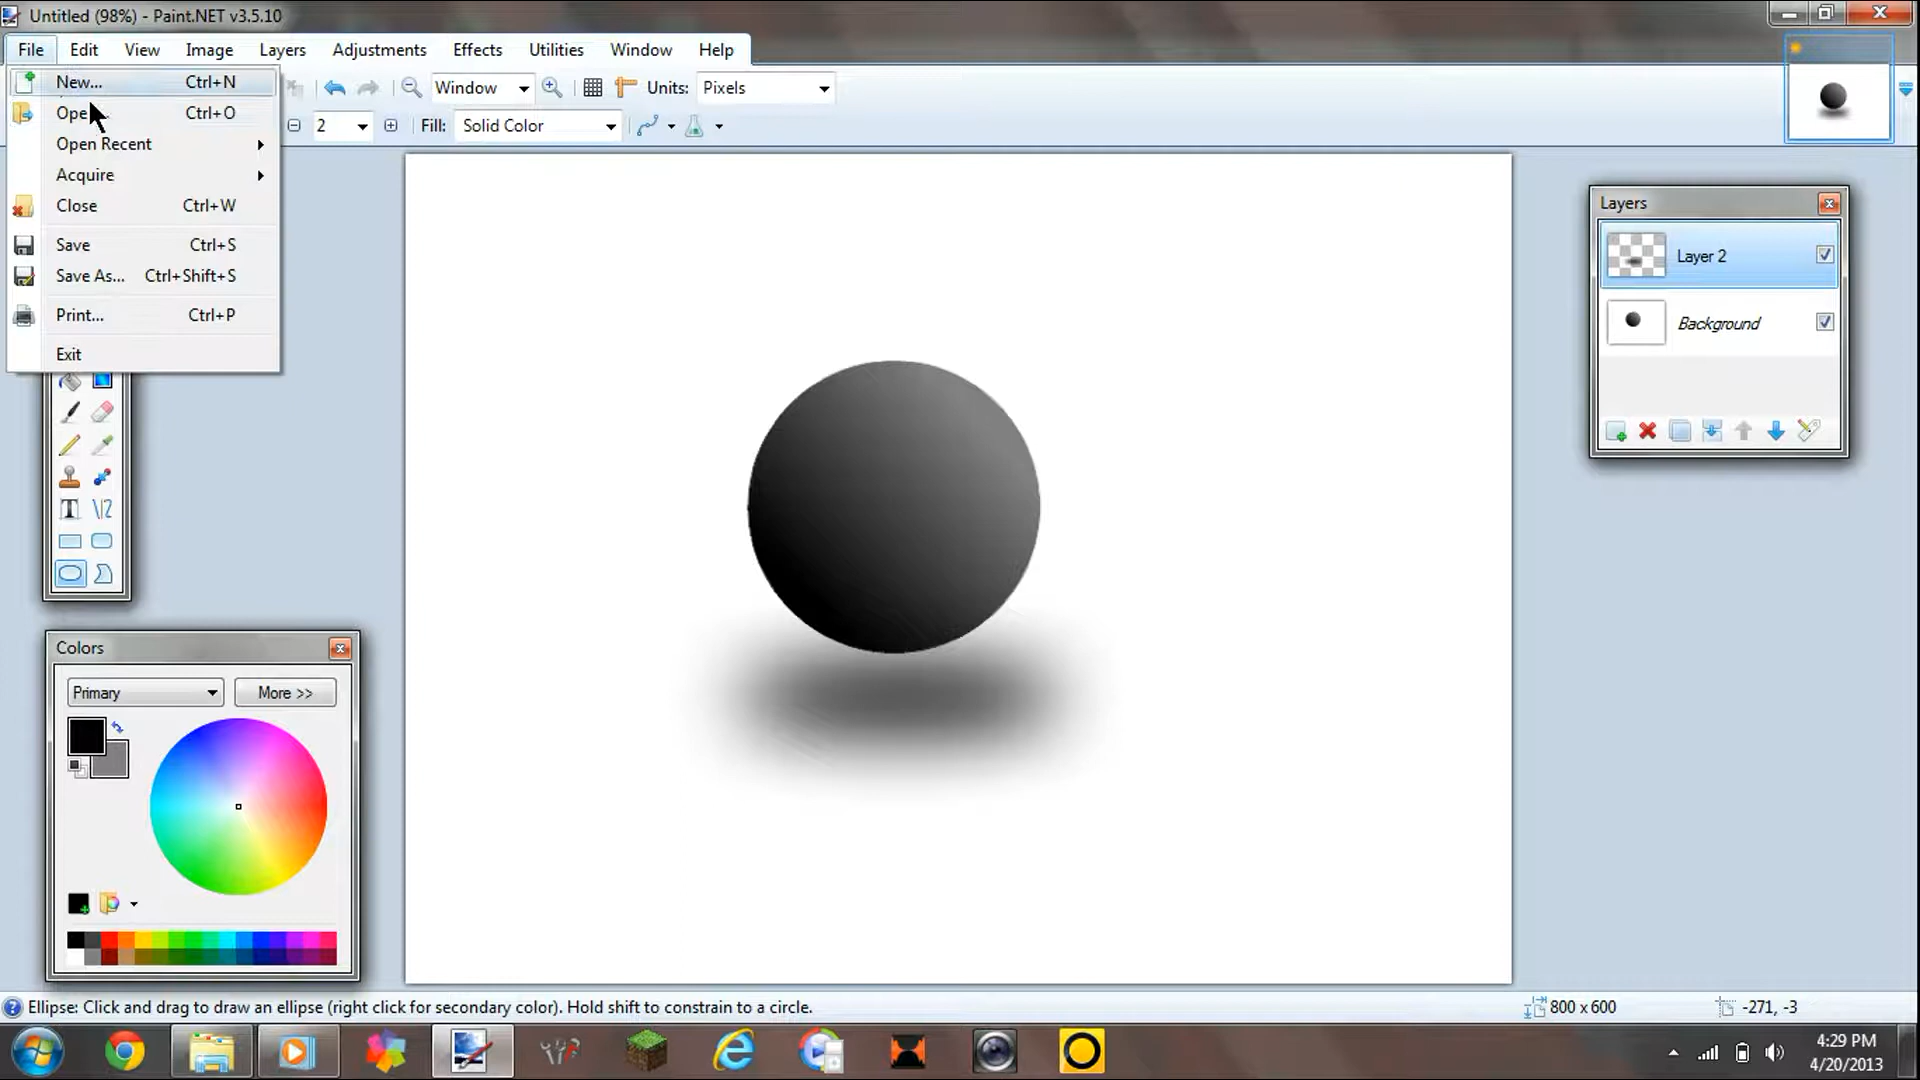 Untitled (98%) - Paint.NET v3.5.10
File Edit View Image Layers Adjustments Effects Utilities Window Help
New... Ctrl+N
Window Units: Pixels
Ctrl+O
2 Fill: Solid Color
Open Recent
Acquire
Close Ctrl+W
Save Ctrl+S
Save As... Ctrl+Shift+S
Print... Ctrl+P
Exit
Layers
Layer 2
Background
Colors
Primary More >>
Ellipse: Click and drag to draw an ellipse (right click for secondary color). Hold shift to constrain to a circle.
800 x 600
-271, -3
4:29 PM
4/20/2013